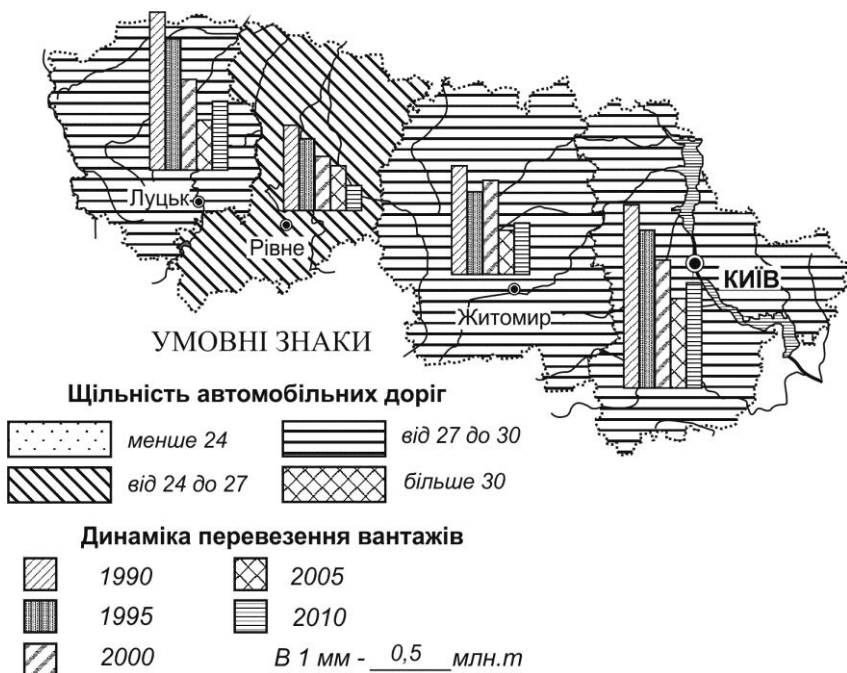 Луцьк
Рівне
КИЇВ
Житомир
УМОВНІ ЗНАКИ
Щільність автомобільних доріг
менше 24
від 27 до 30
від 24 до 27
більше 30
Динаміка перевезення вантажів
1990
2005
1995
2010
2000
В 1 мм - 0,5 млн.т